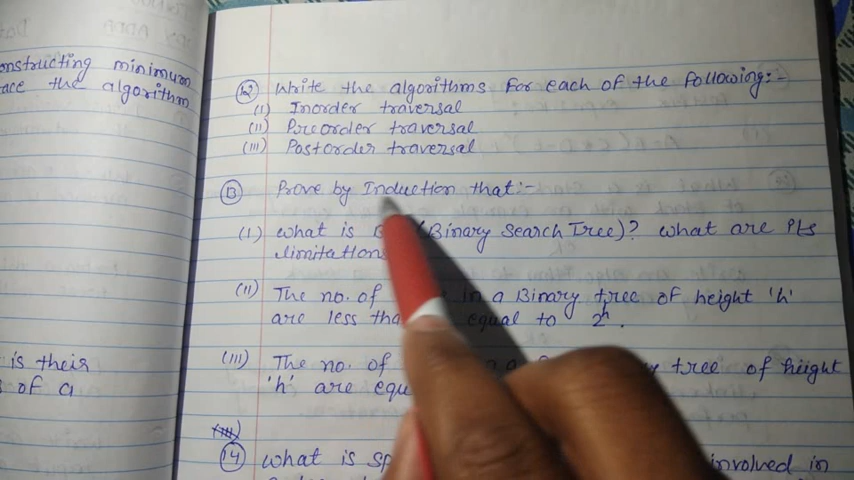 onstructing minimum
ace the algorithm
is their
of a
12 Write the algorithms for each of the following:-
(i) Inorder traversal
(ii) Preorder traversal
(iii) Postorder traversal
13 Prove by Induction that:-
(i) What is (Binary Search Tree)? What are its
limitations
(ii) The no. of in a Binary tree of height 'h'
are less equal to 2^h.
(iii) The no. of tree of height
'h' are
14 What is involved in